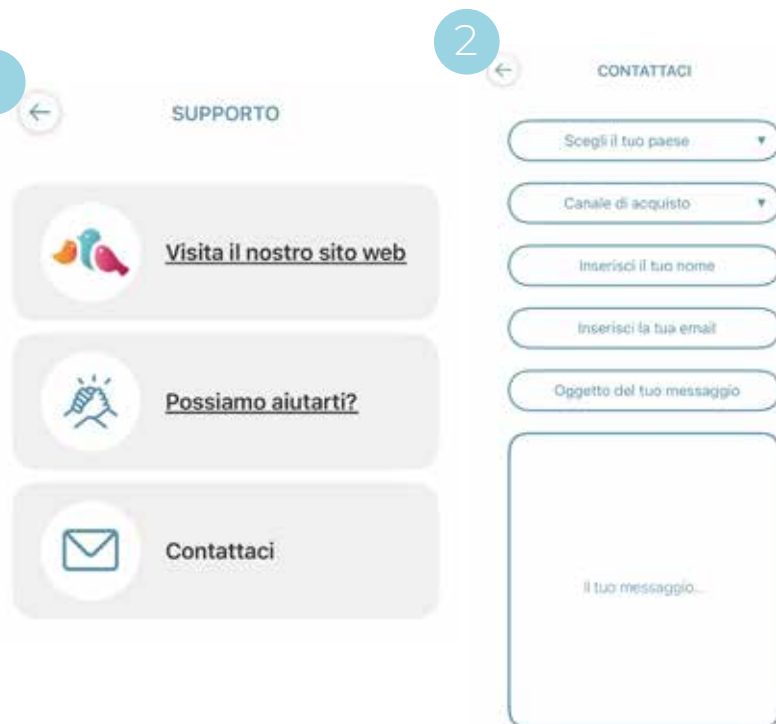 SUPPORTO
Visita il nostro sito web
Possiamo aiutarti?
Contattaci
2
CONTATTACI
Scegli il tuo paese
Canale di acquisto
Inserisci il tuo nome
Inserisci la tua email
Oggetto del tuo messaggio
Il tuo messaggio...